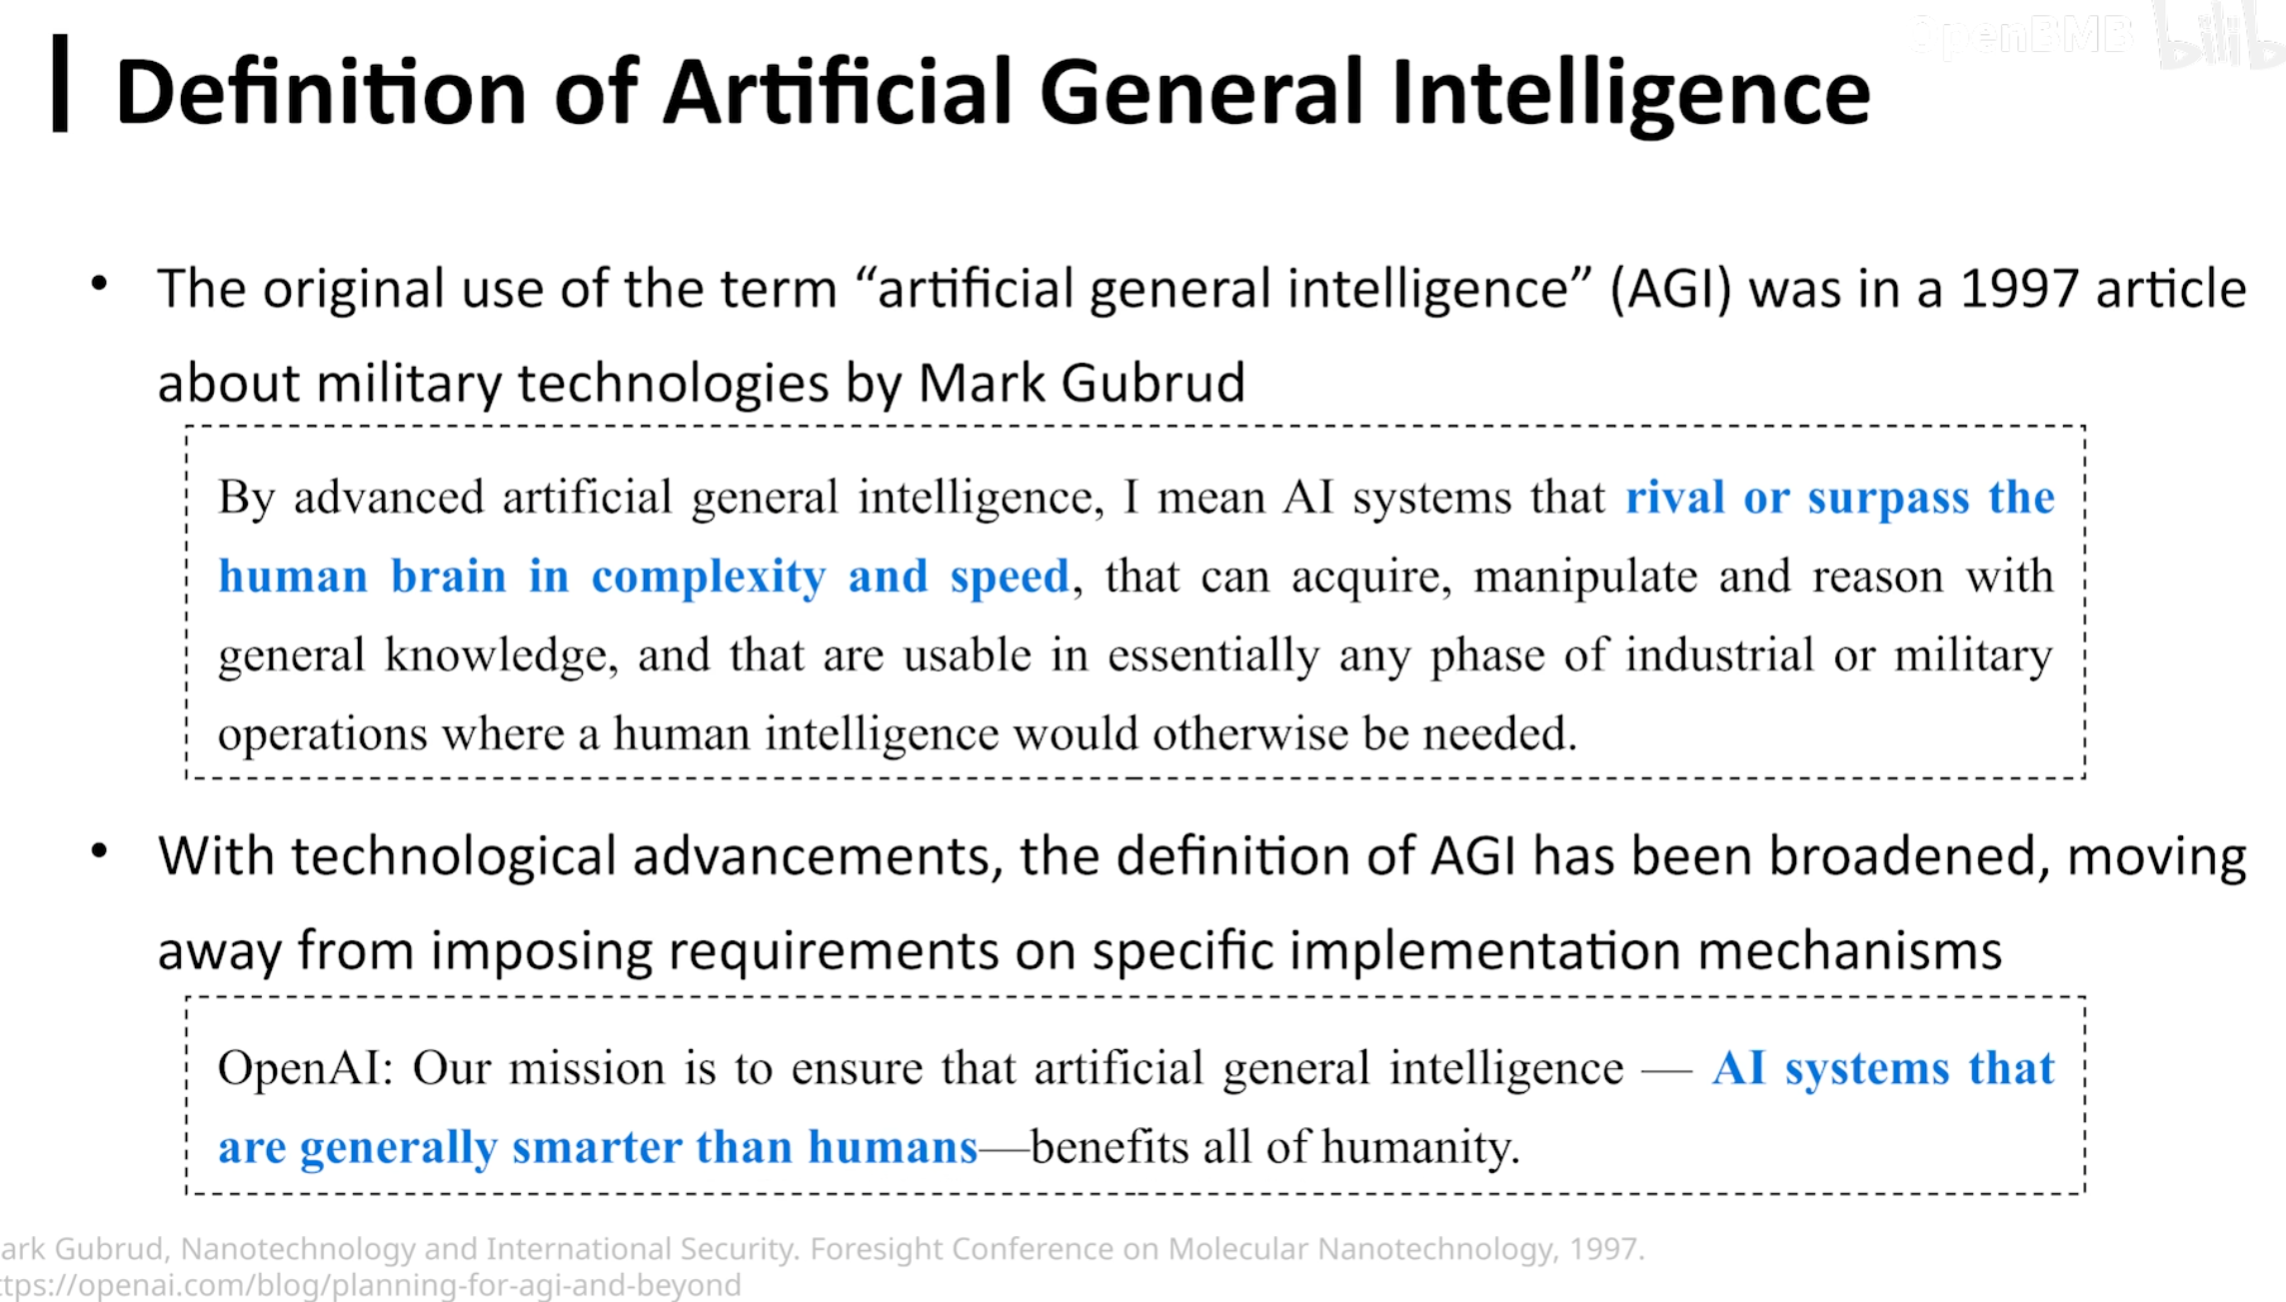 OpenBMB bilib
Definition of Artificial General Intelligence
• The original use of the term “artificial general intelligence” (AGI) was in a 1997 article
about military technologies by Mark Gubrud
By advanced artificial general intelligence, I mean AI systems that rival or surpass the
human brain in complexity and speed, that can acquire, manipulate and reason with
general knowledge, and that are usable in essentially any phase of industrial or military
operations where a human intelligence would otherwise be needed.
• With technological advancements, the definition of AGI has been broadened, moving
away from imposing requirements on specific implementation mechanisms
OpenAI: Our mission is to ensure that artificial general intelligence — AI systems that
are generally smarter than humans—benefits all of humanity.
ark Gubrud, Nanotechnology and International Security. Foresight Conference on Molecular Nanotechnology, 1997.
tps://openai.com/blog/planning-for-agi-and-beyond